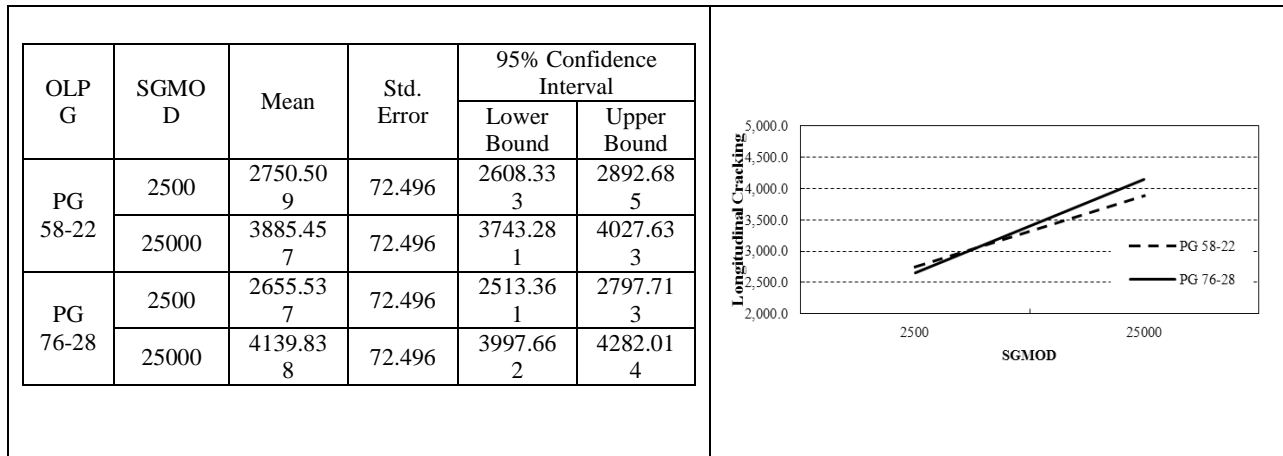 OLP
G
SGMO
D
Mean
Std.
Error
95% Confidence
Interval
Lower
Bound
Upper
Bound
PG
58-22
2500
2750.50
9
72.496
2608.33
3
2892.68
5
25000
3885.45
7
72.496
3743.28
1
4027.63
3
PG
76-28
2500
2655.53
7
72.496
2513.36
1
2797.71
3
25000
4139.83
8
72.496
3997.66
2
4282.01
4
Longitudinal Cracking
5,000.0
4,500.0
4,000.0
3,500.0
3,000.0
2,500.0
2,000.0
PG 58-22
PG 76-28
2500
25000
SGMOD